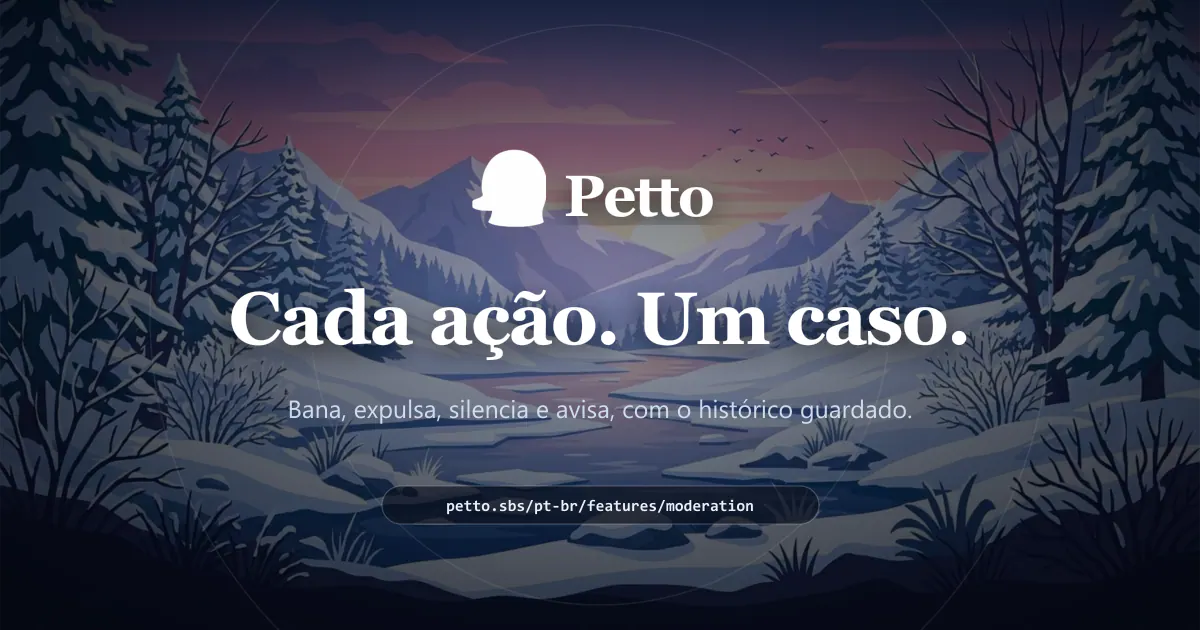 Petto
Cada ação. Um caso.
Bana, expulsa, silencia e avisa, com o histórico guardado.
petto.sbs/pt-br/features/moderation